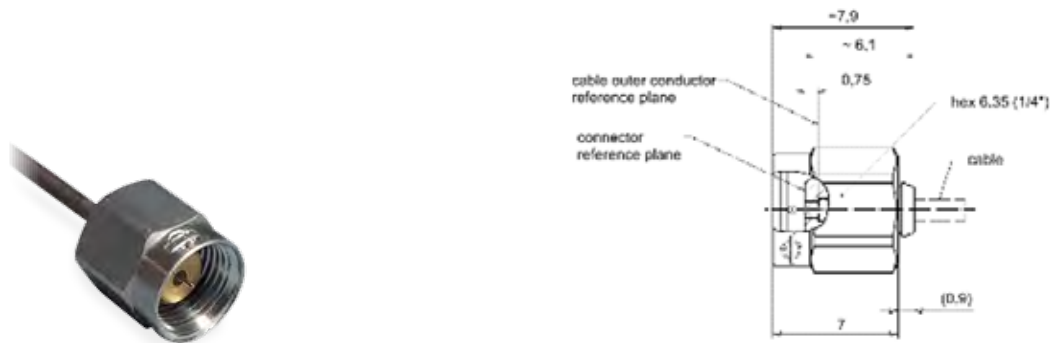 ~7,9
~ 6,1
0,75
cable outer conductor
reference plane
hex 6.35 (1/4")
connector
reference plane
cable
(0,9)
7